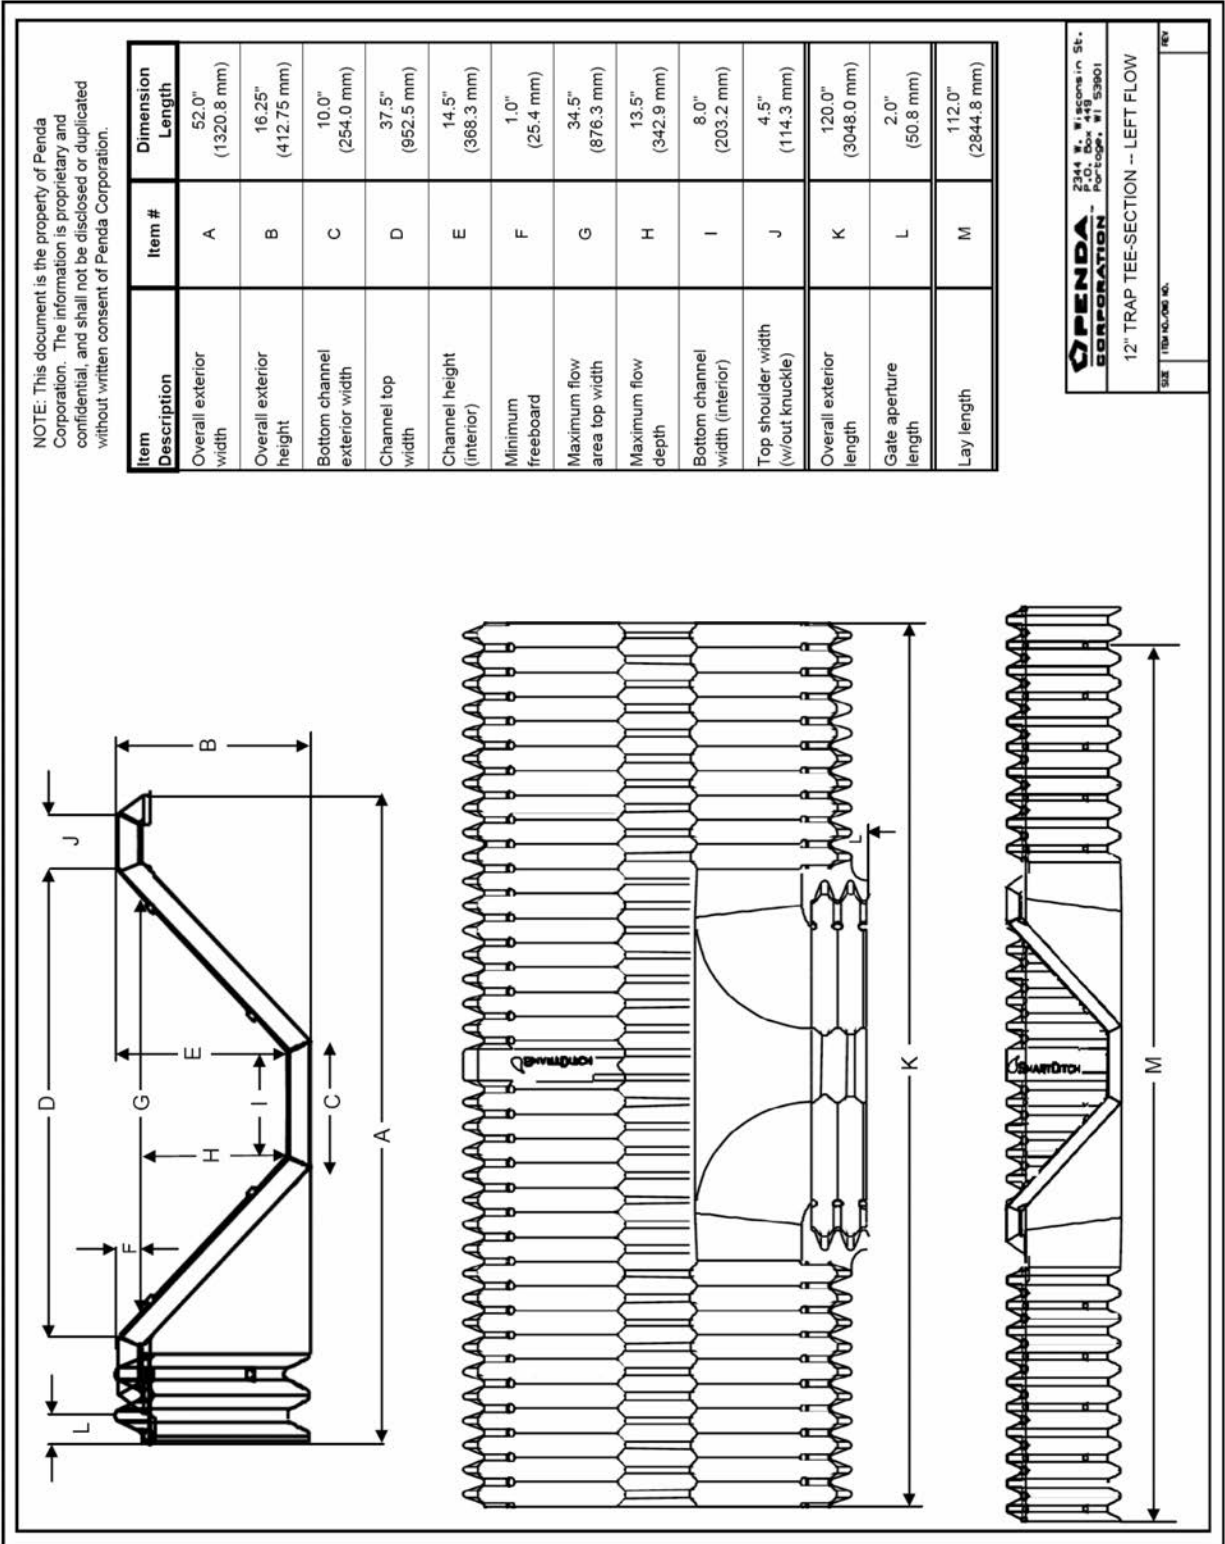 NOTE: This document is the property of Penda
Corporation. The information is proprietary and
confidential, and shall not be disclosed or duplicated
without written consent of Penda Corporation.
Item Description Item # Dimension Length
Overall exterior width A 52.0" (1320.8 mm)
Overall exterior height B 16.25" (412.75 mm)
Bottom channel exterior width C 10.0" (254.0 mm)
Channel top width D 37.5" (952.5 mm)
Channel height (interior) E 14.5" (368.3 mm)
Minimum freeboard F 1.0" (25.4 mm)
Maximum flow area top width G 34.5" (876.3 mm)
Maximum flow depth H 13.5" (342.9 mm)
Bottom channel width (interior) I 8.0" (203.2 mm)
Top shoulder width (w/out knuckle) J 4.5" (114.3 mm)
Overall exterior length K 120.0" (3048.0 mm)
Gate aperture length L 2.0" (50.8 mm)
Lay length M 112.0" (2844.8 mm)
L
F
D
G
H
E
I
C
A
J
B
SMARTDITCH
L
K
SMARTDITCH
M
PENDA
CORPORATION
2344 W. Wisconsin St.
P.O. Box 449
Portage, WI 53901
12" TRAP TEE-SECTION -- LEFT FLOW
SIZE
ITEM NO./DWG NO.
REV